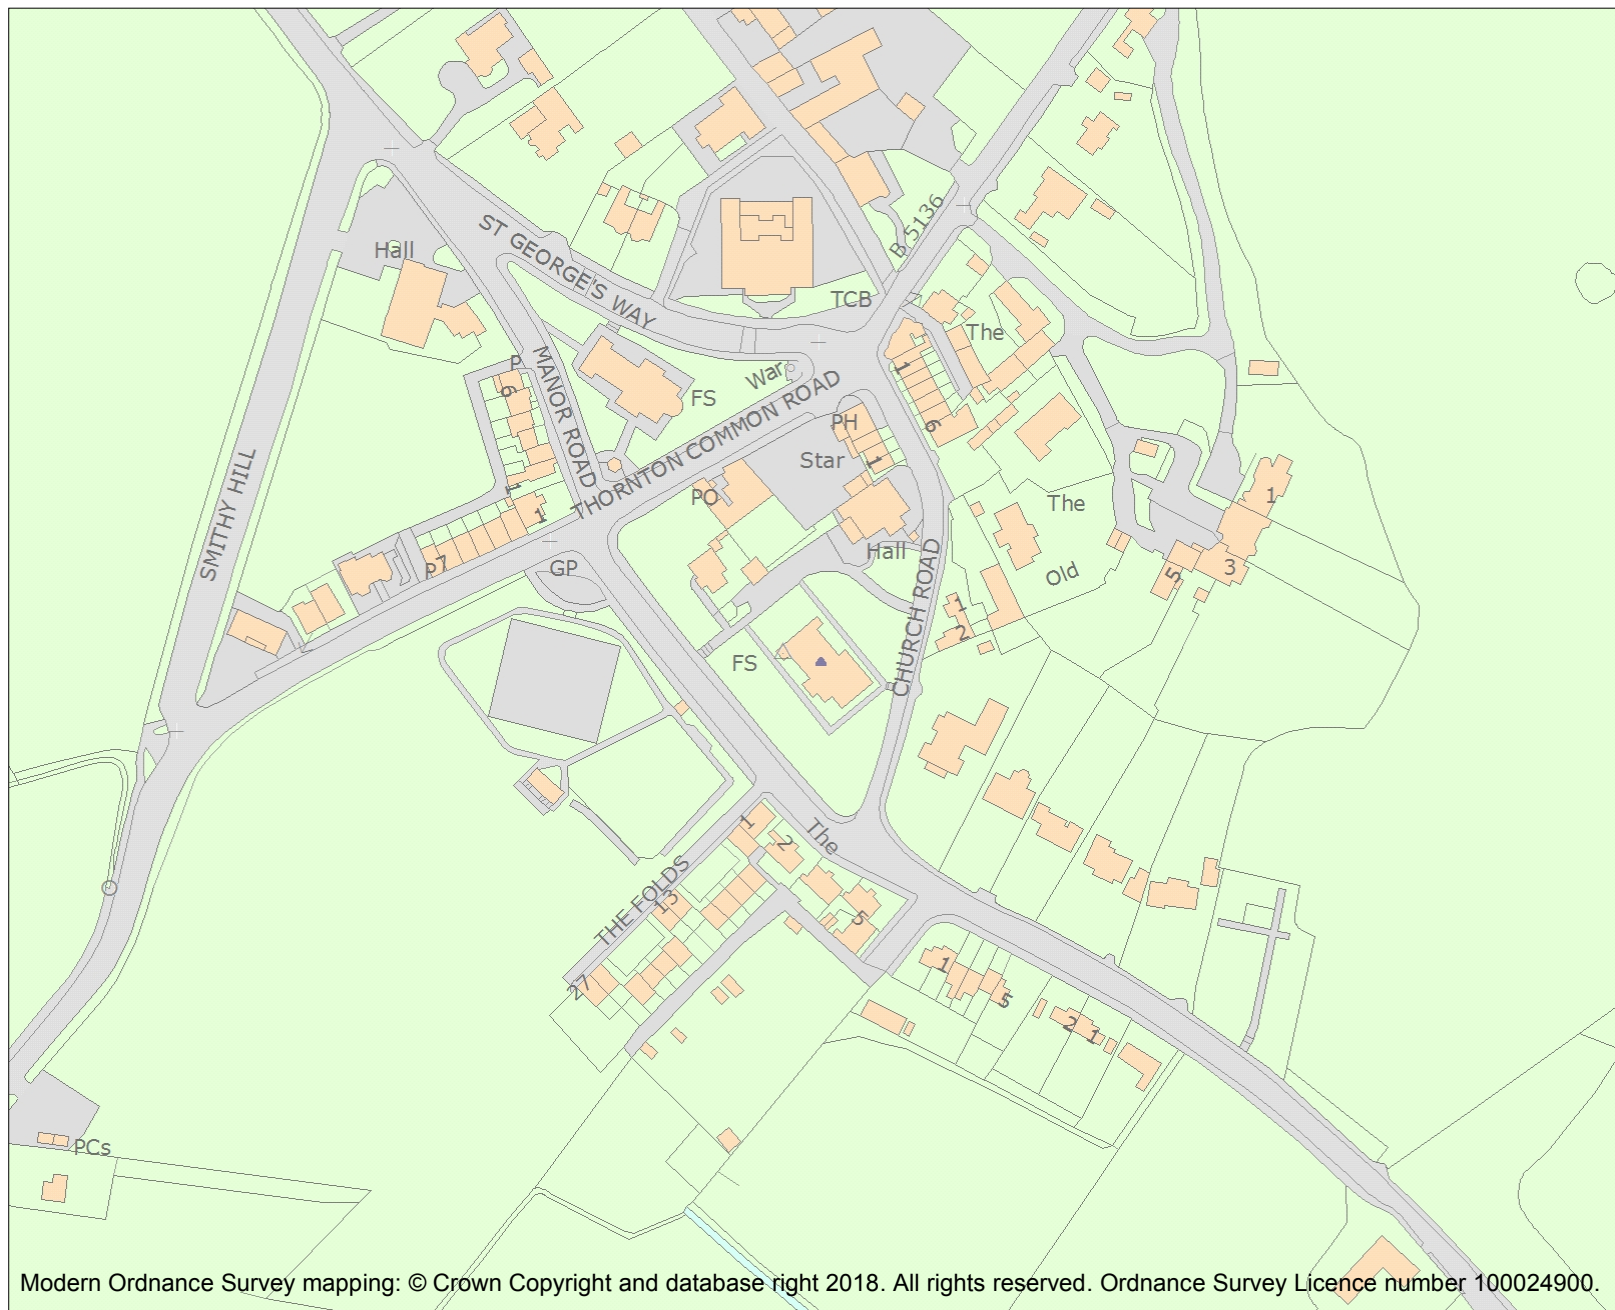 B 5136
ST GEORGE'S WAY
Hall
TCB
The
P
6
MANOR ROAD
War
1
FS
THORNTON COMMON ROAD
PH
6
Star
1
SMITHY HILL
1
PO
The
1
1
Hall
P
7
GP
CHURCH ROAD
Old
5
3
1
2
FS
1
2
The
THE FOLDS
13
5
27
1
5
2
1
PCs
Modern Ordnance Survey mapping: © Crown Copyright and database right 2018. All rights reserved. Ordnance Survey Licence number 100024900.